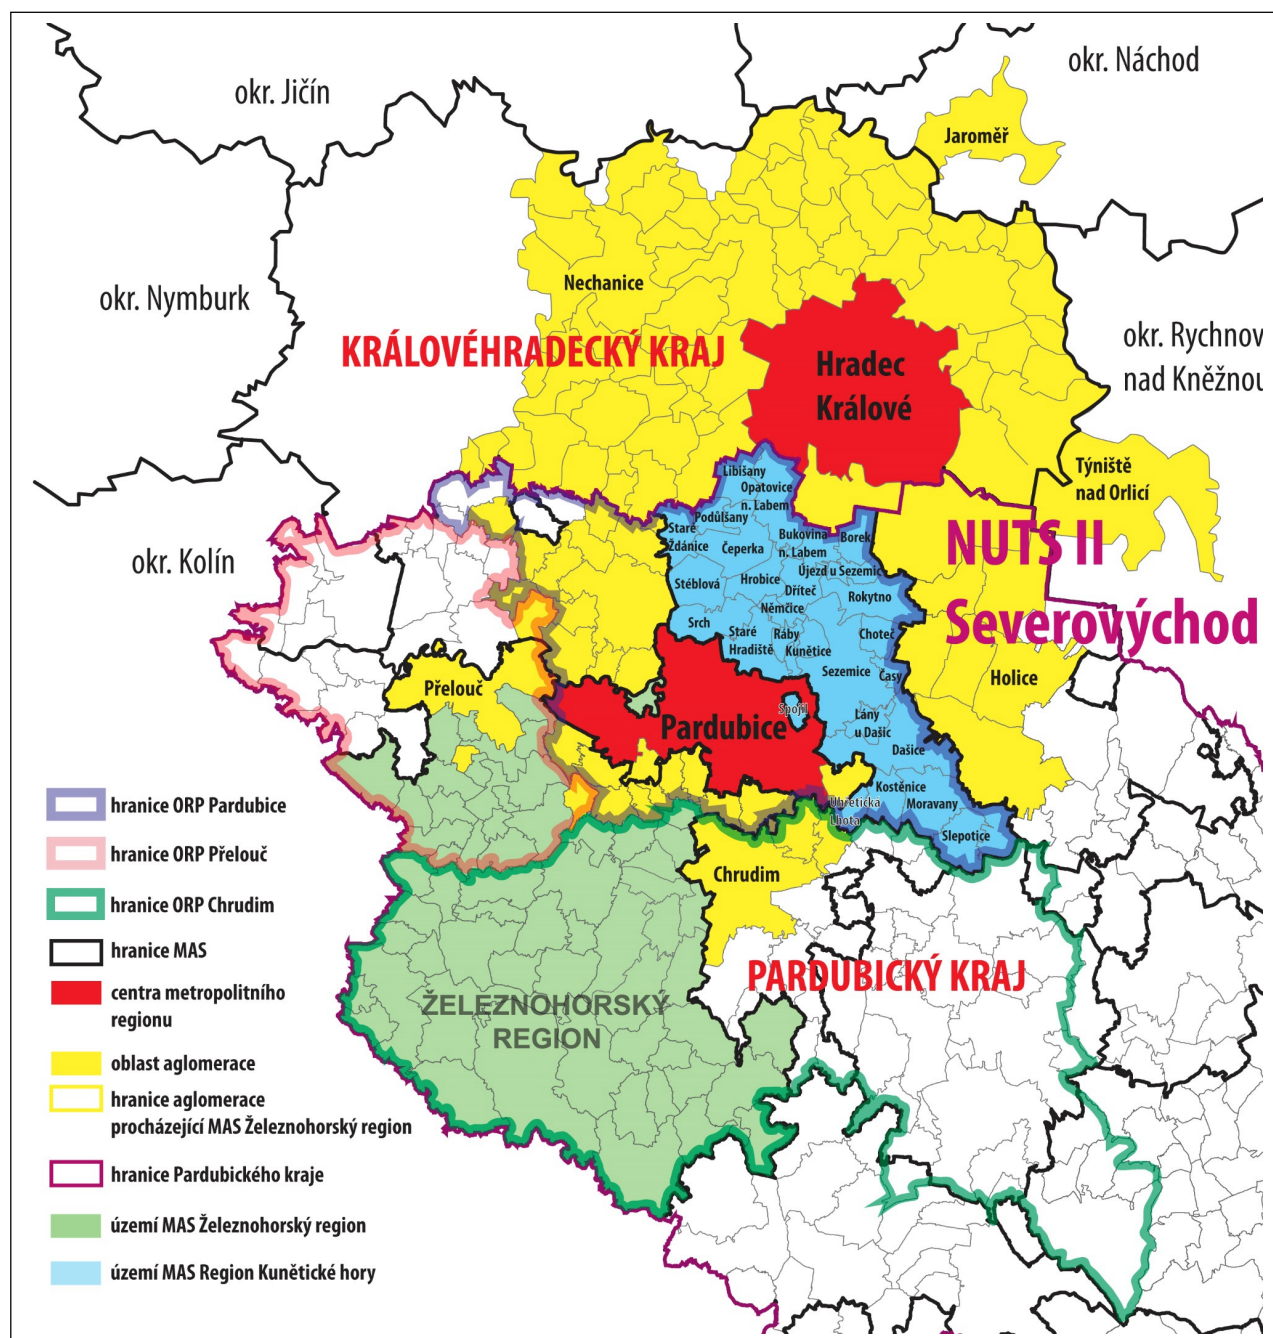 okr. Náchod
okr. Jičín
Jaroměř
Nechanice
okr. Nymburk
okr. Rychnov
nad Kněžnou
KRÁLOVÉHRADECKÝ KRAJ
Hradec
Králové
Týniště
nad Orlicí
Libišany
Opatovice
n. Labem
Podůlšany
Staré
Ždánice
Čeperka
Bukovina
n. Labem
Borek
NUTS II
Severovýchod
okr. Kolín
Újezd u Sezemic
Stéblová
Hrobice
Dříteč
Rokytno
Němčice
Srch
Staré
Hradiště
Ráby
Kunětice
Choteč
Sezemice
Časy
Holice
Přelouč
Pardubice
Spojil
Lány
u Dašic
Dašice
Kostěnice
Moravany
Úhřetická
Lhota
Slepotice
Chrudim
PARDUBICKÝ KRAJ
ŽELEZNOHORSKÝ
REGION
hranice ORP Pardubice
hranice ORP Přelouč
hranice ORP Chrudim
hranice MAS
centra metropolitního
regionu
oblast aglomerace
hranice aglomerace
procházející MAS Železnohorský region
hranice Pardubického kraje
území MAS Železnohorský region
území MAS Region Kunětické hory